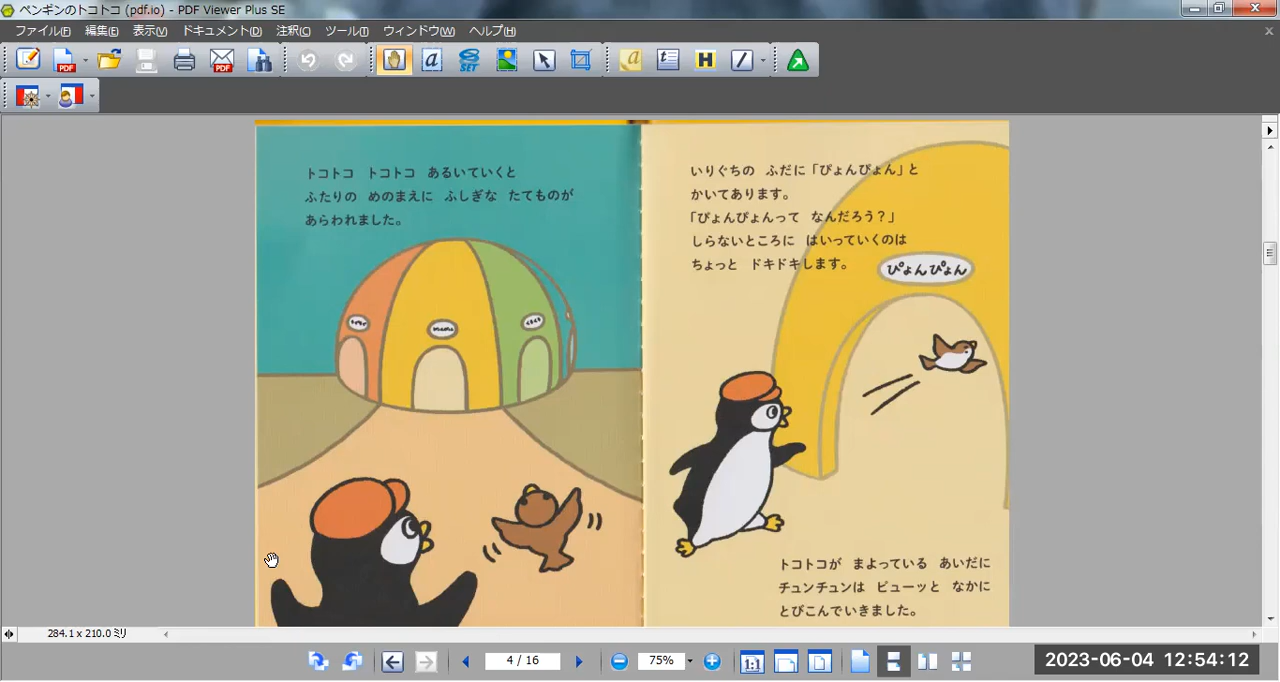 ペンギンのトコトコ (pdf.io) - PDF Viewer Plus SE
ファイル(F) 編集(E) 表示(V) ドキュメント(D) 注釈(C) ツール(T) ウィンドウ(W) ヘルプ(H)
トコトコ トコトコ あるいていくと
ふたりの めのまえに ふしぎな たてものが
あらわれました。
いりぐちの ふだに「ぴょんぴょん」と
かいてあります。
「ぴょんぴょんって なんだろう？」
しらないところに はいっていくのは
ちょっと ドキドキします。
ぴょんぴょん
トコトコが まよっている あいだに
チュンチュンは ビューッと なかに
とびこんでいきました。
284.1 x 210.0 ミリ
4 / 16
75%
2023-06-04 12:54:12